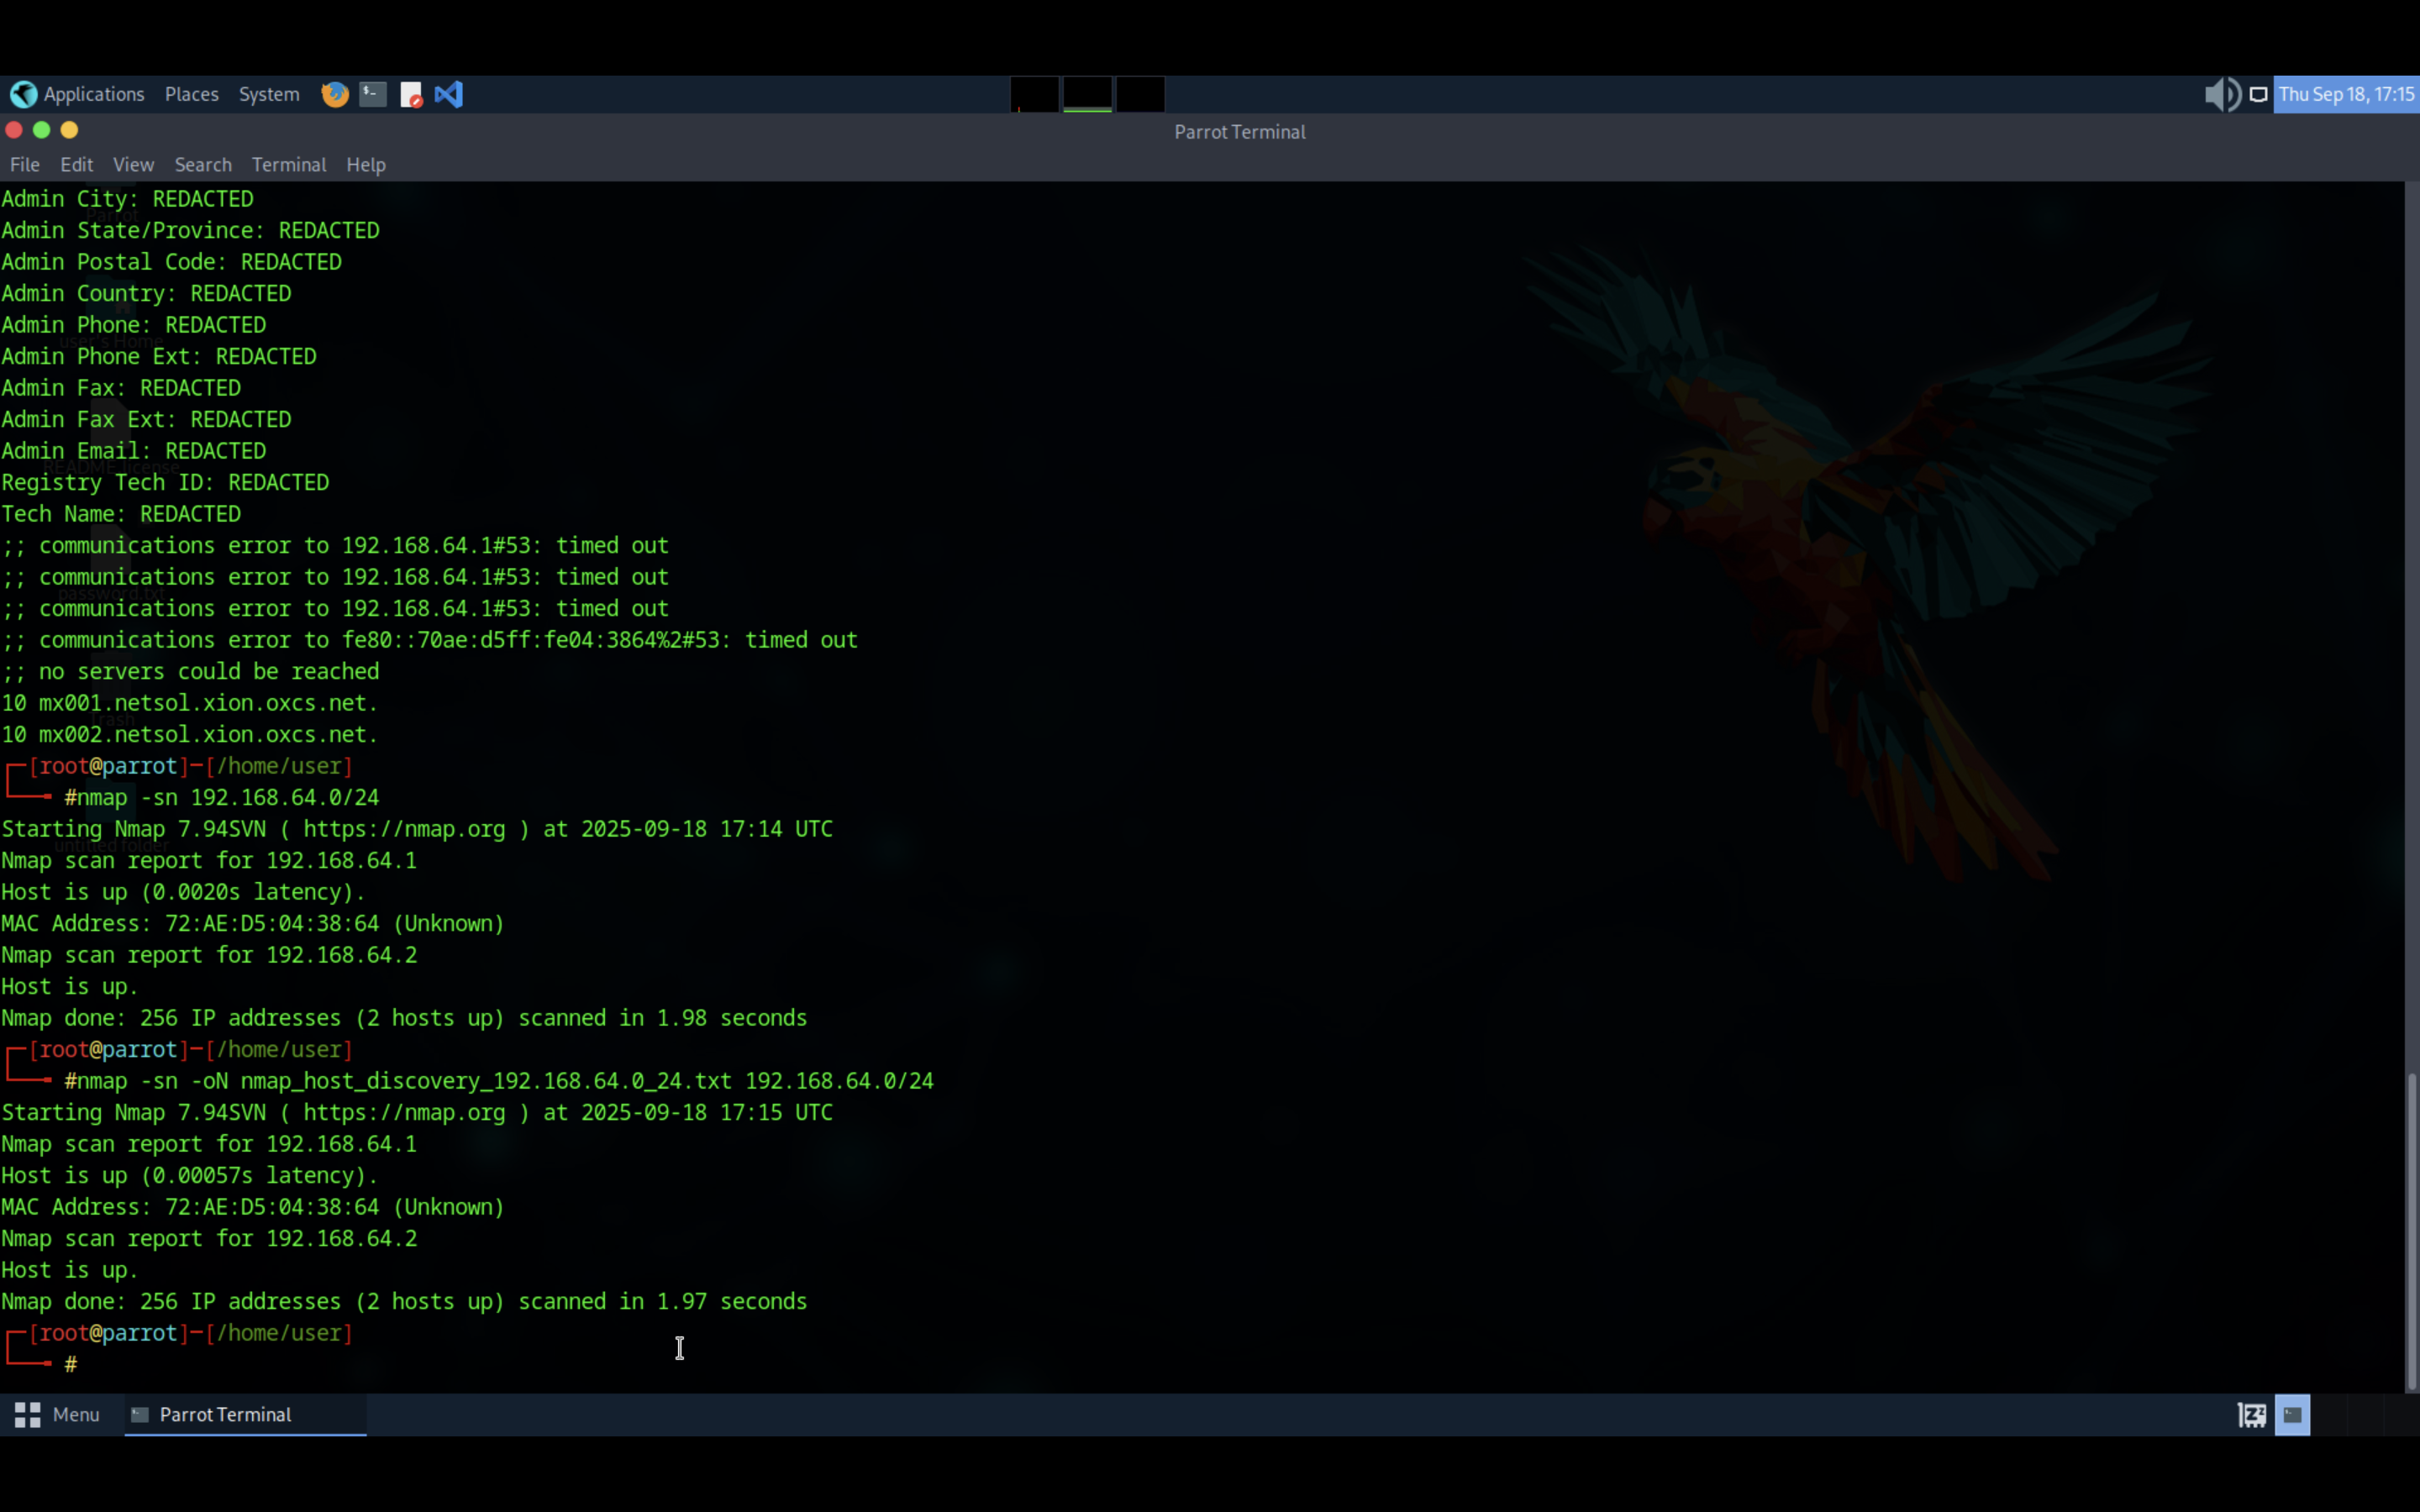 Applications Places System
Thu Sep 18, 17:15
Parrot Terminal
File Edit View Search Terminal Help
Admin City: REDACTED
Parrot
Admin State/Province: REDACTED
Admin Postal Code: REDACTED
Admin Country: REDACTED
Admin Phone: REDACTED
user's Home
Admin Phone Ext: REDACTED
Admin Fax: REDACTED
Admin Fax Ext: REDACTED
Admin Email: REDACTED
README.license
Registry Tech ID: REDACTED
Tech Name: REDACTED
;; communications error to 192.168.64.1#53: timed out
;; communications error to 192.168.64.1#53: timed out
password.txt
;; communications error to 192.168.64.1#53: timed out
;; communications error to fe80::70ae:d5ff:fe04:3864%2#53: timed out
;; no servers could be reached
10 mx001.netsol.xion.oxcs.net.
Trash
10 mx002.netsol.xion.oxcs.net.
[root@parrot]─[/home/user]
#nmap -sn 192.168.64.0/24
Starting Nmap 7.94SVN ( https://nmap.org ) at 2025-09-18 17:14 UTC
untitled folder
Nmap scan report for 192.168.64.1
Host is up (0.0020s latency).
MAC Address: 72:AE:D5:04:38:64 (Unknown)
Nmap scan report for 192.168.64.2
Host is up.
Nmap done: 256 IP addresses (2 hosts up) scanned in 1.98 seconds
[root@parrot]─[/home/user]
#nmap -sn -oN nmap_host_discovery_192.168.64.0_24.txt 192.168.64.0/24
Starting Nmap 7.94SVN ( https://nmap.org ) at 2025-09-18 17:15 UTC
Nmap scan report for 192.168.64.1
Host is up (0.00057s latency).
MAC Address: 72:AE:D5:04:38:64 (Unknown)
Nmap scan report for 192.168.64.2
Host is up.
Nmap done: 256 IP addresses (2 hosts up) scanned in 1.97 seconds
[root@parrot]─[/home/user]
#
Menu Parrot Terminal